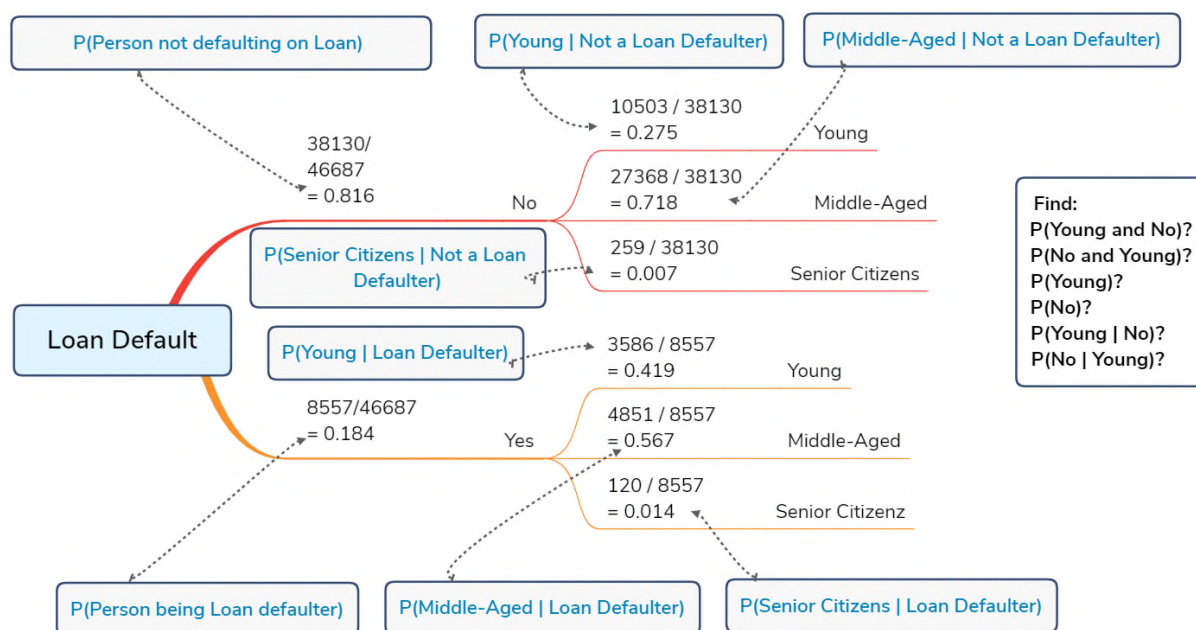 P(Person not defaulting on Loan)
P(Young | Not a Loan Defaulter)
P(Middle-Aged | Not a Loan Defaulter)
38130/
46687
= 0.816
No
10503 / 38130
= 0.275
Young
27368 / 38130
= 0.718
Middle-Aged
259 / 38130
= 0.007
Senior Citizens
P(Senior Citizens | Not a Loan
Defaulter)
Loan Default
P(Young | Loan Defaulter)
8557/46687
= 0.184
Yes
3586 / 8557
= 0.419
Young
4851 / 8557
= 0.567
Middle-Aged
120 / 8557
= 0.014
Senior Citizenz
P(Person being Loan defaulter)
P(Middle-Aged | Loan Defaulter)
P(Senior Citizens | Loan Defaulter)
Find:
P(Young and No)?
P(No and Young)?
P(Young)?
P(No)?
P(Young | No)?
P(No | Young)?